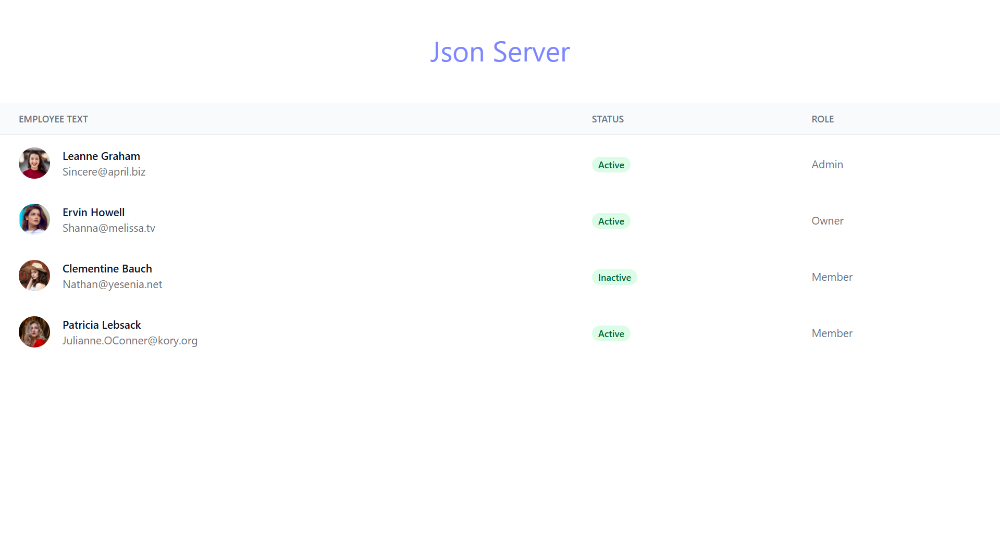 Json Server
EMPLOYEE TEXT STATUS ROLE
Leanne Graham
Sincere@april.biz
Active
Admin
Ervin Howell
Shanna@melissa.tv
Active
Owner
Clementine Bauch
Nathan@yesenia.net
Inactive
Member
Patricia Lebsack
Julianne.OConner@kory.org
Active
Member